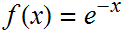 f(x) = e^{-x}